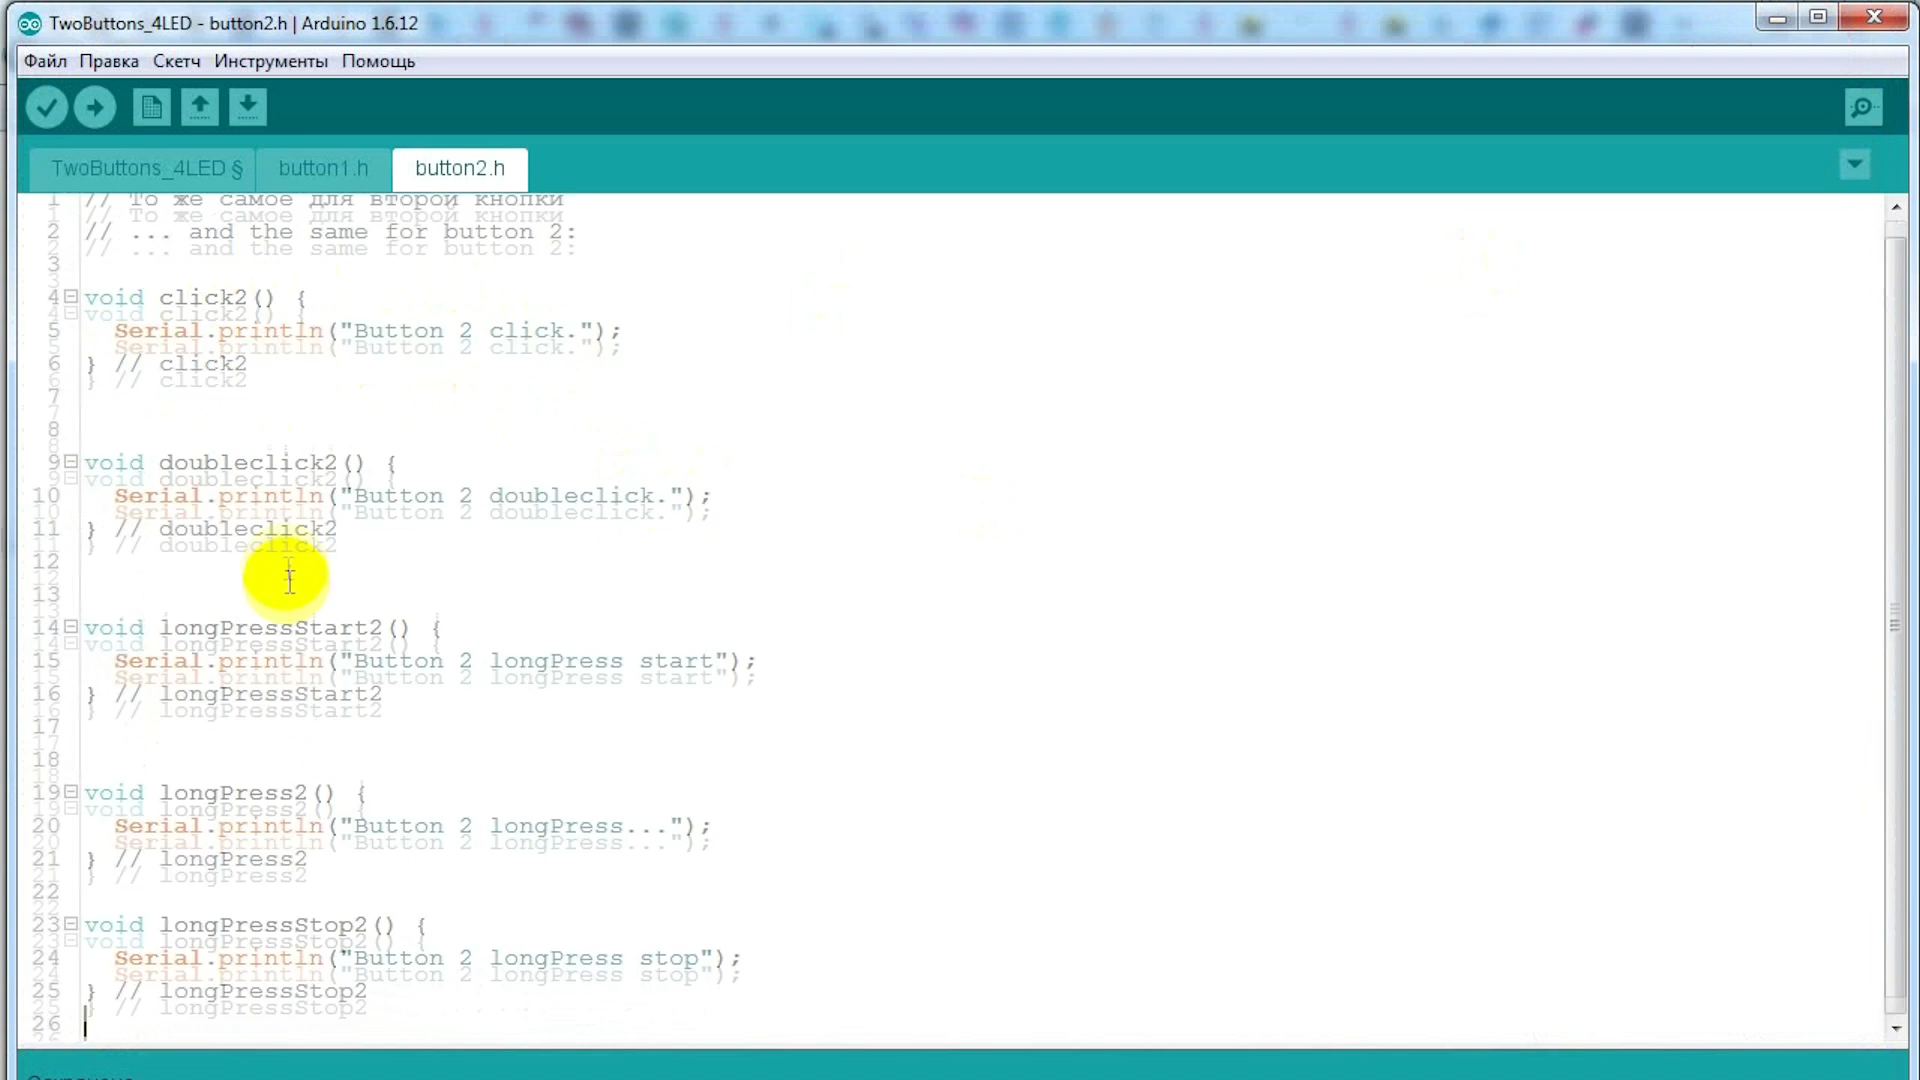 TwoButtons_4LED - button2.h | Arduino 1.6.12
Файл Правка Скетч Инструменты Помощь
TwoButtons_4LED § button1.h button2.h
1 // То же самое для второй кнопки
2 // ... and the same for button 2:
3
4 void click2() {
5 Serial.println("Button 2 click.");
6 } // click2
7
8
9 void doubleclick2() {
10 Serial.println("Button 2 doubleclick.");
11 } // doubleclick2
12
13
14 void longPressStart2() {
15 Serial.println("Button 2 longPress start");
16 } // longPressStart2
17
18
19 void longPress2() {
20 Serial.println("Button 2 longPress...");
21 } // longPress2
22
23 void longPressStop2() {
24 Serial.println("Button 2 longPress stop");
25 } // longPressStop2
26